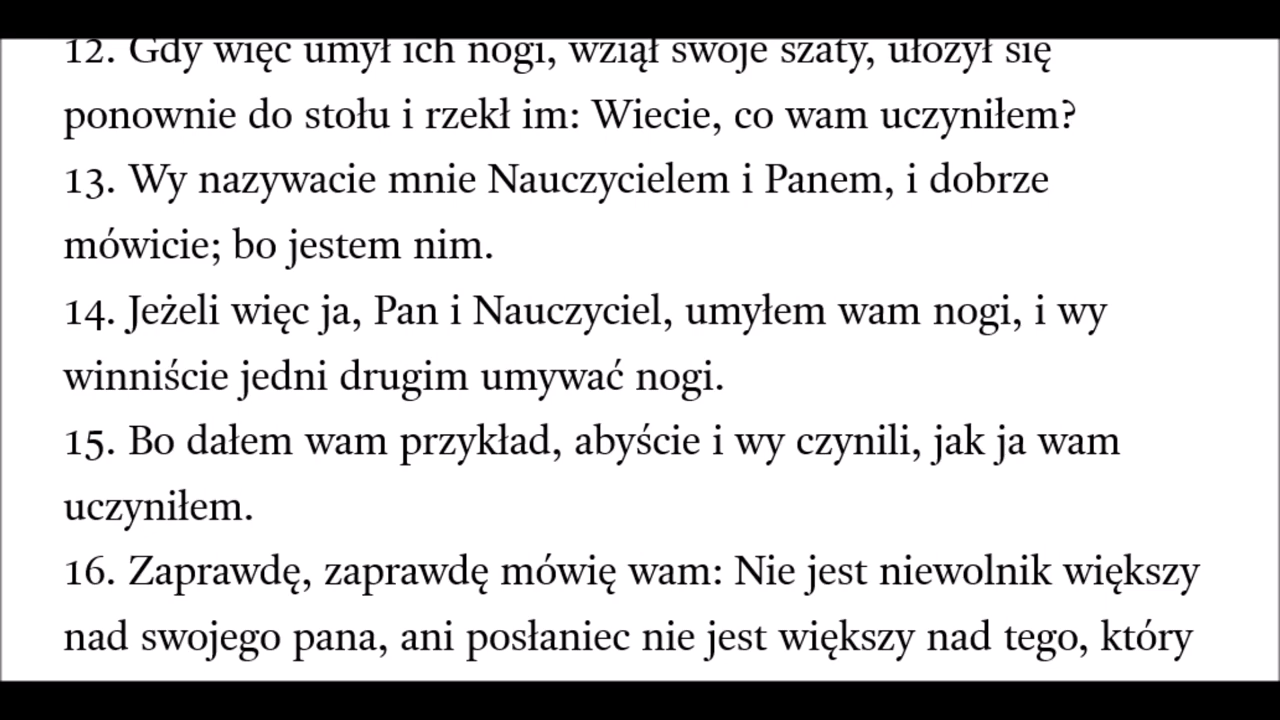 12. Gdy więc umył ich nogi, wziął swoje szaty, ułożył się
ponownie do stołu i rzekł im: Wiecie, co wam uczyniłem?
13. Wy nazywacie mnie Nauczycielem i Panem, i dobrze
mówicie; bo jestem nim.
14. Jeżeli więc ja, Pan i Nauczyciel, umyłem wam nogi, i wy
winniście jedni drugim umywać nogi.
15. Bo dałem wam przykład, abyście i wy czynili, jak ja wam
uczyniłem.
16. Zaprawdę, zaprawdę mówię wam: Nie jest niewolnik większy
nad swojego pana, ani posłaniec nie jest większy nad tego, który